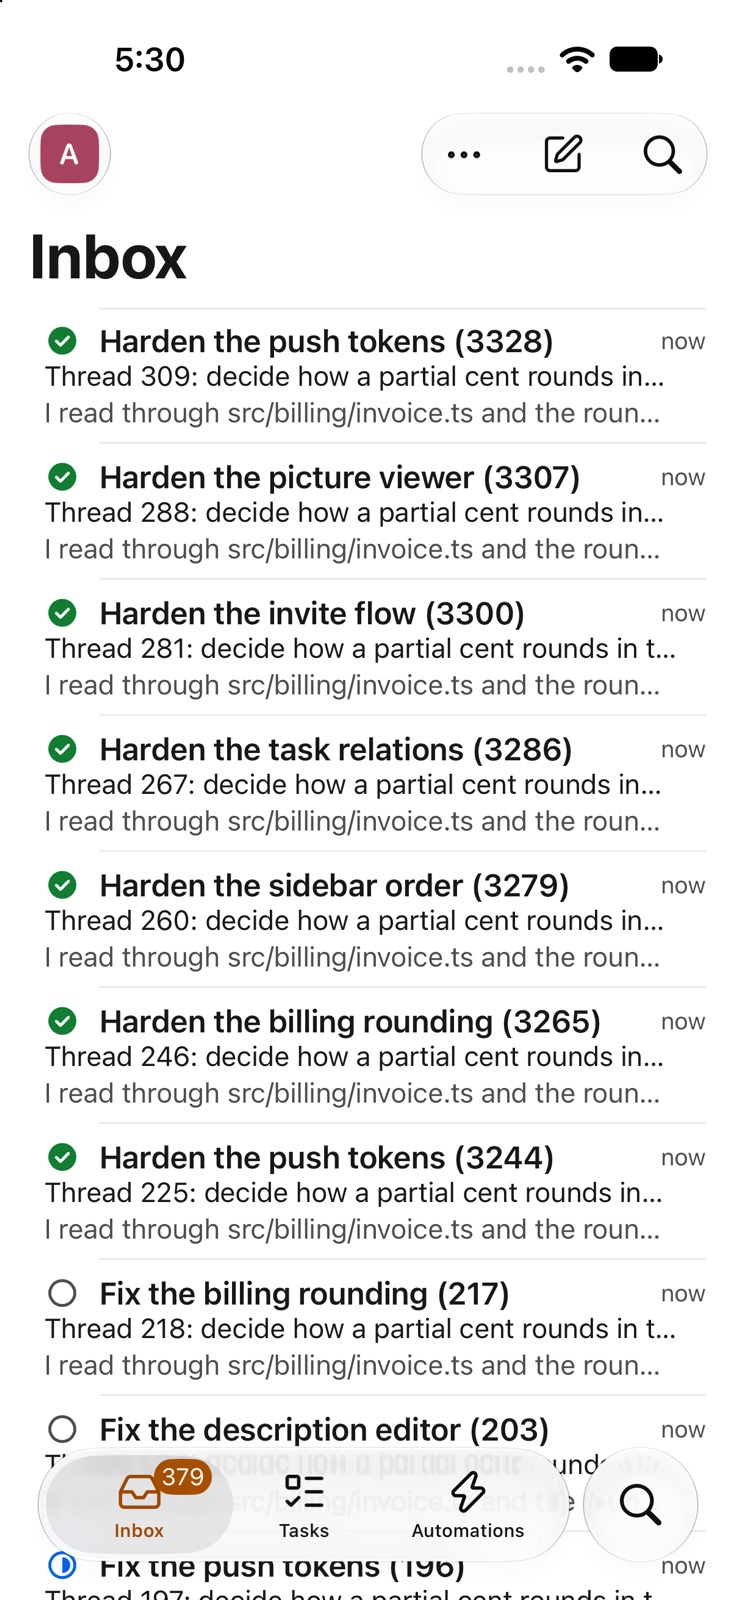 5:30
A
Inbox
Harden the push tokens (3328) now
Thread 309: decide how a partial cent rounds in...
I read through src/billing/invoice.ts and the roun...
Harden the picture viewer (3307) now
Thread 288: decide how a partial cent rounds in...
I read through src/billing/invoice.ts and the roun...
Harden the invite flow (3300) now
Thread 281: decide how a partial cent rounds in t...
I read through src/billing/invoice.ts and the roun...
Harden the task relations (3286) now
Thread 267: decide how a partial cent rounds in...
I read through src/billing/invoice.ts and the roun...
Harden the sidebar order (3279) now
Thread 260: decide how a partial cent rounds in...
I read through src/billing/invoice.ts and the roun...
Harden the billing rounding (3265) now
Thread 246: decide how a partial cent rounds in...
I read through src/billing/invoice.ts and the roun...
Harden the push tokens (3244) now
Thread 225: decide how a partial cent rounds in...
I read through src/billing/invoice.ts and the roun...
Fix the billing rounding (217) now
Thread 218: decide how a partial cent rounds in t...
I read through src/billing/invoice.ts and the roun...
Fix the description editor (203) now
379
Inbox Tasks Automations
Fix the push tokens (196) now
Thread 197: decide how a partial cent rounds in t...